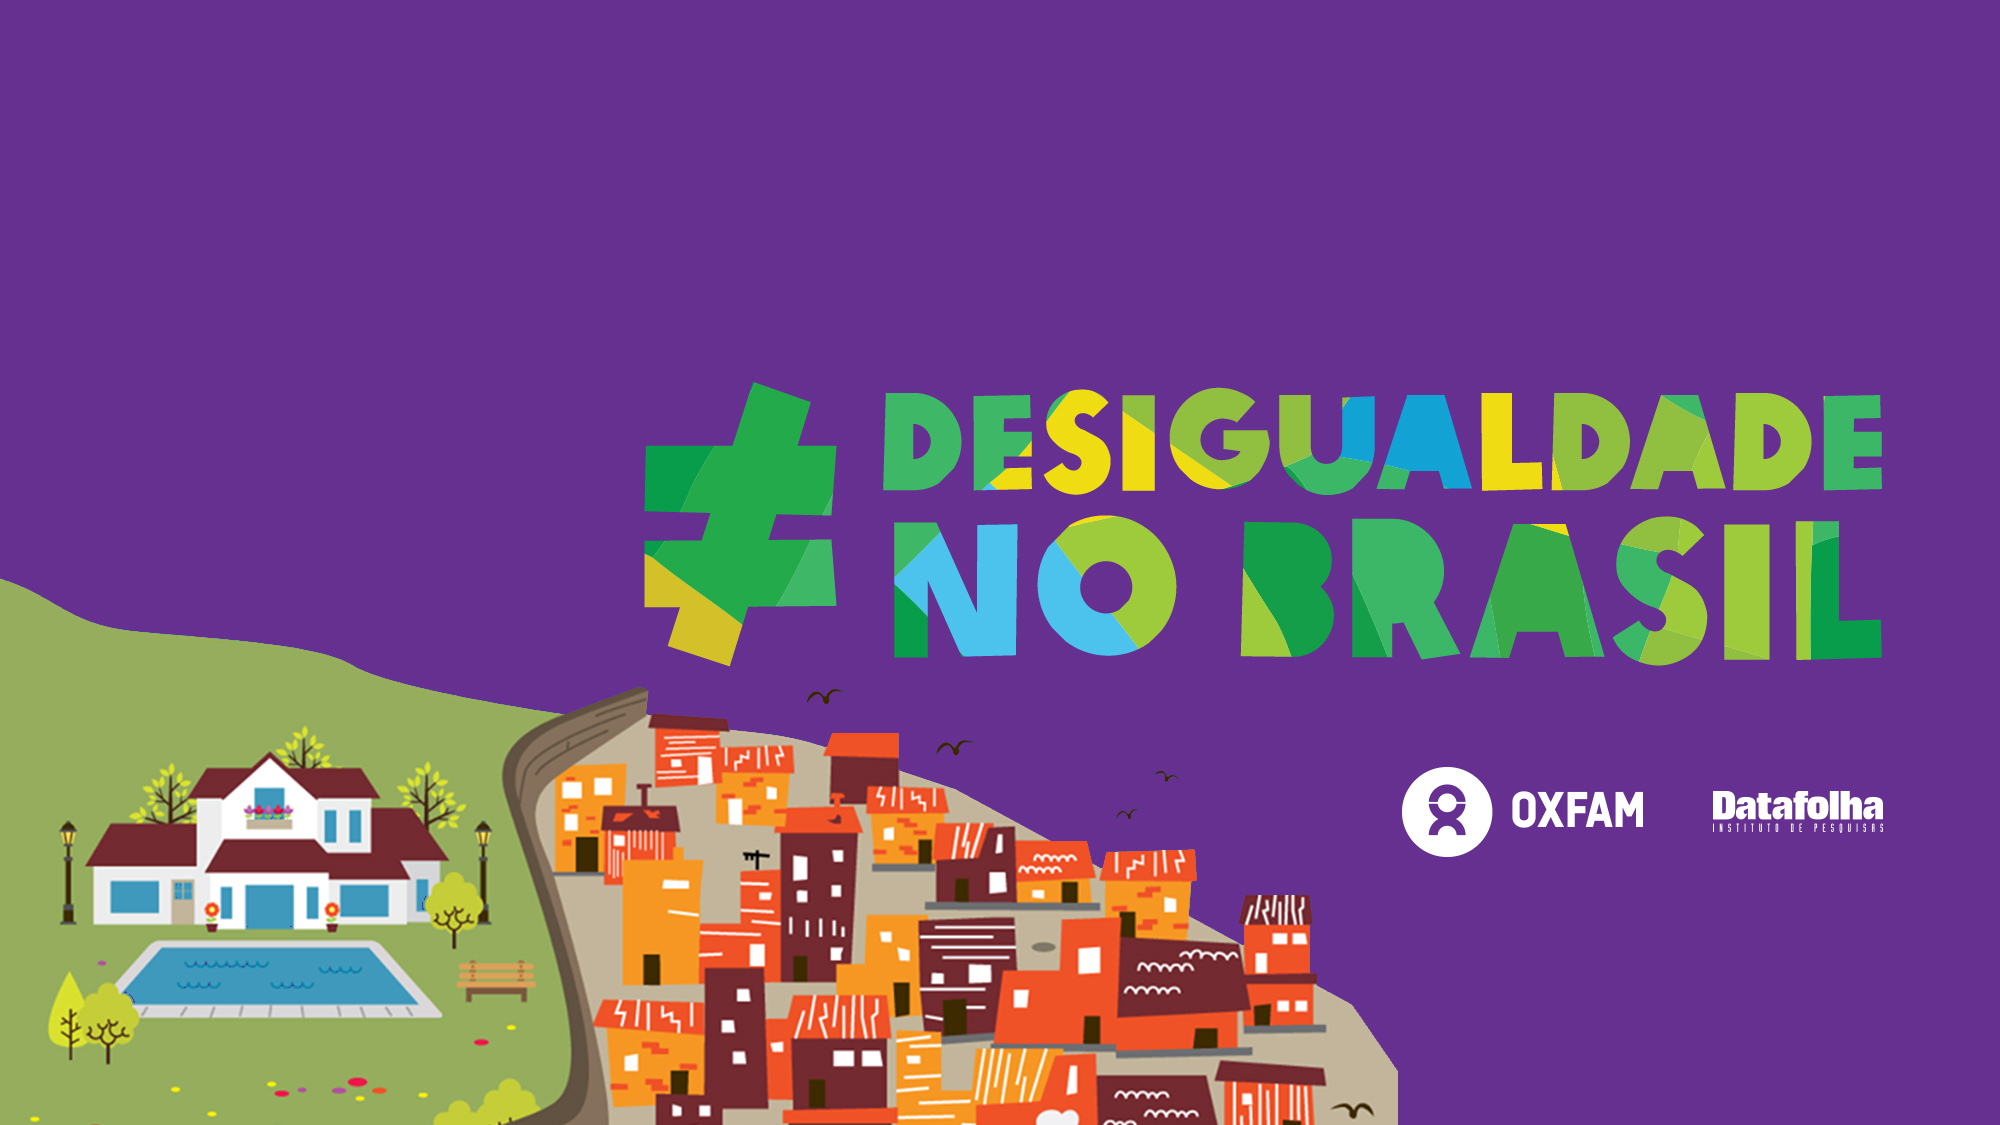 ≠ DESIGUALDADE
NO BRASIL
OXFAM
Datafolha
INSTITUTO DE PESQUISAS